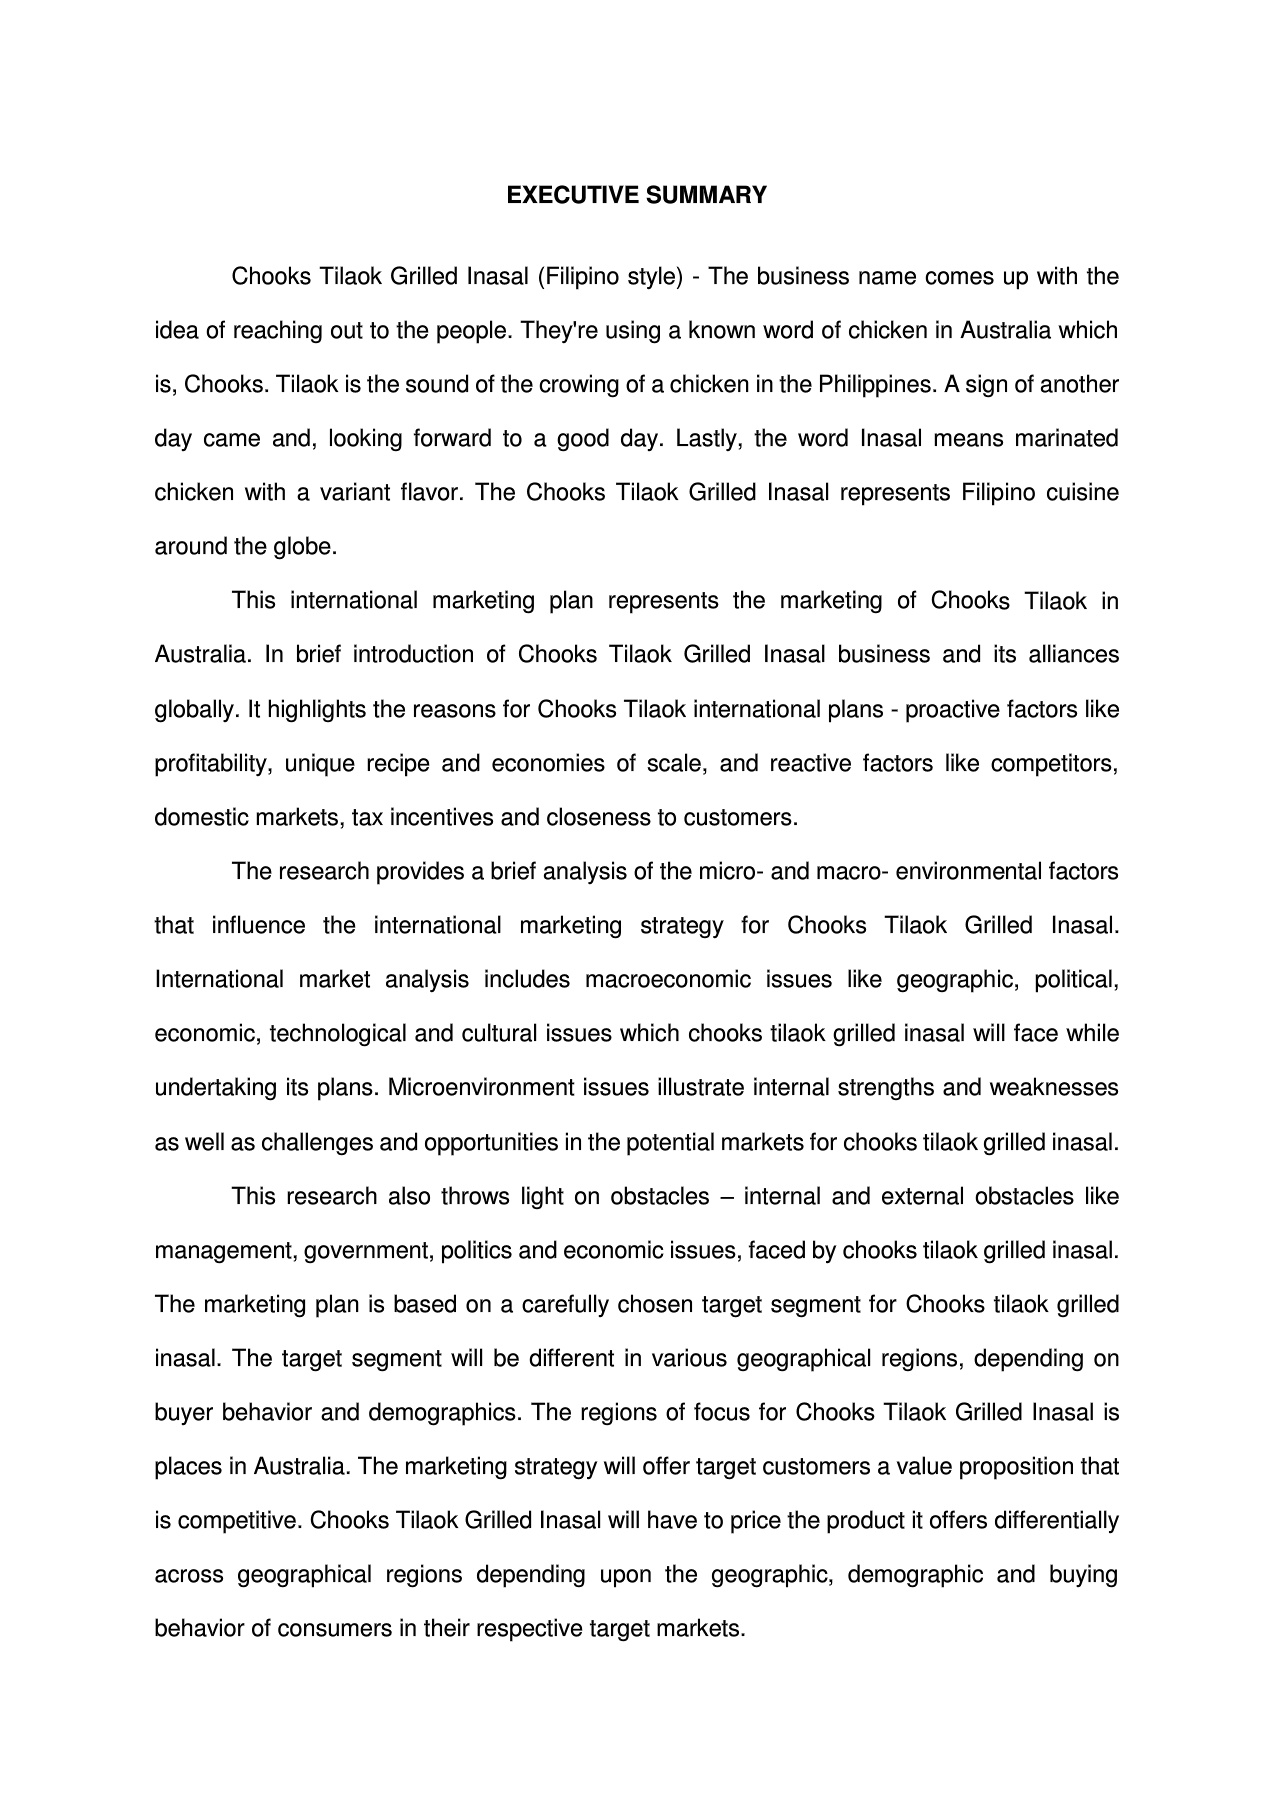 EXECUTIVE SUMMARY
Chooks Tilaok Grilled Inasal (Filipino style) - The business name comes up with the
idea of reaching out to the people. They're using a known word of chicken in Australia which
is, Chooks. Tilaok is the sound of the crowing of a chicken in the Philippines. A sign of another
day came and, looking forward to a good day. Lastly, the word Inasal means marinated
chicken with a variant flavor. The Chooks Tilaok Grilled Inasal represents Filipino cuisine
around the globe.
This international marketing plan represents the marketing of Chooks Tilaok in
Australia. In brief introduction of Chooks Tilaok Grilled Inasal business and its alliances
globally. It highlights the reasons for Chooks Tilaok international plans - proactive factors like
profitability, unique recipe and economies of scale, and reactive factors like competitors,
domestic markets, tax incentives and closeness to customers.
The research provides a brief analysis of the micro- and macro- environmental factors
that influence the international marketing strategy for Chooks Tilaok Grilled Inasal.
International market analysis includes macroeconomic issues like geographic, political,
economic, technological and cultural issues which chooks tilaok grilled inasal will face while
undertaking its plans. Microenvironment issues illustrate internal strengths and weaknesses
as well as challenges and opportunities in the potential markets for chooks tilaok grilled inasal.
This research also throws light on obstacles – internal and external obstacles like
management, government, politics and economic issues, faced by chooks tilaok grilled inasal.
The marketing plan is based on a carefully chosen target segment for Chooks tilaok grilled
inasal. The target segment will be different in various geographical regions, depending on
buyer behavior and demographics. The regions of focus for Chooks Tilaok Grilled Inasal is
places in Australia. The marketing strategy will offer target customers a value proposition that
is competitive. Chooks Tilaok Grilled Inasal will have to price the product it offers differentially
across geographical regions depending upon the geographic, demographic and buying
behavior of consumers in their respective target markets.